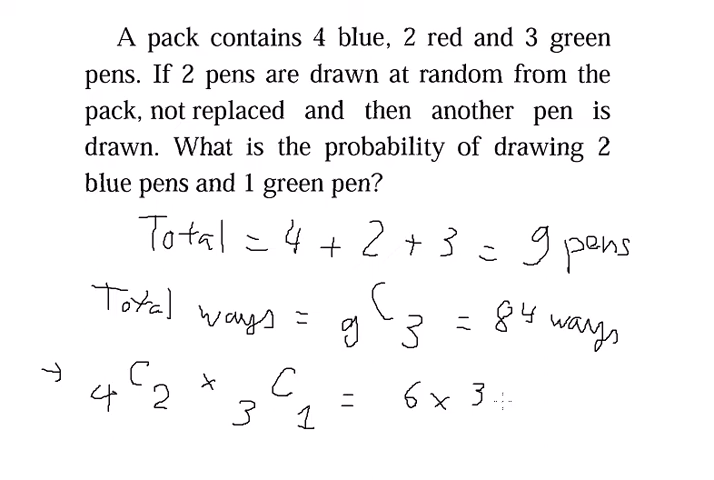 A pack contains 4 blue, 2 red and 3 green
pens. If 2 pens are drawn at random from the
pack, not replaced and then another pen is
drawn. What is the probability of drawing 2
blue pens and 1 green pen?
Total = 4 + 2 + 3 = 9 pens
Total ways = 9C3 = 84 ways
→ 4C2 × 3C1 = 6 × 3